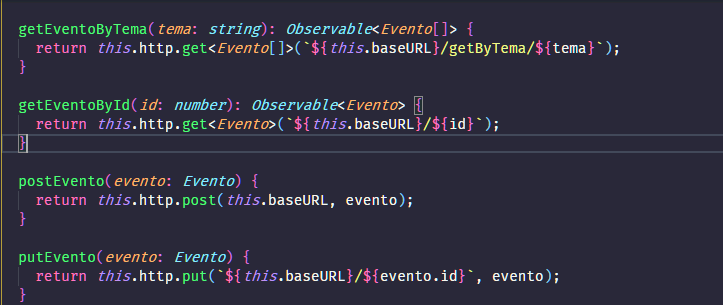 getEventoByTema(tema: string): Observable<Evento[]> {
  return this.http.get<Evento[]>(`${this.baseURL}/getByTema/${tema}`);
}
getEventoById(id: number): Observable<Evento> {
  return this.http.get<Evento>(`${this.baseURL}/${id}`);
}
postEvento(evento: Evento) {
  return this.http.post(this.baseURL, evento);
}
putEvento(evento: Evento) {
  return this.http.put(`${this.baseURL}/${evento.id}`, evento);
}